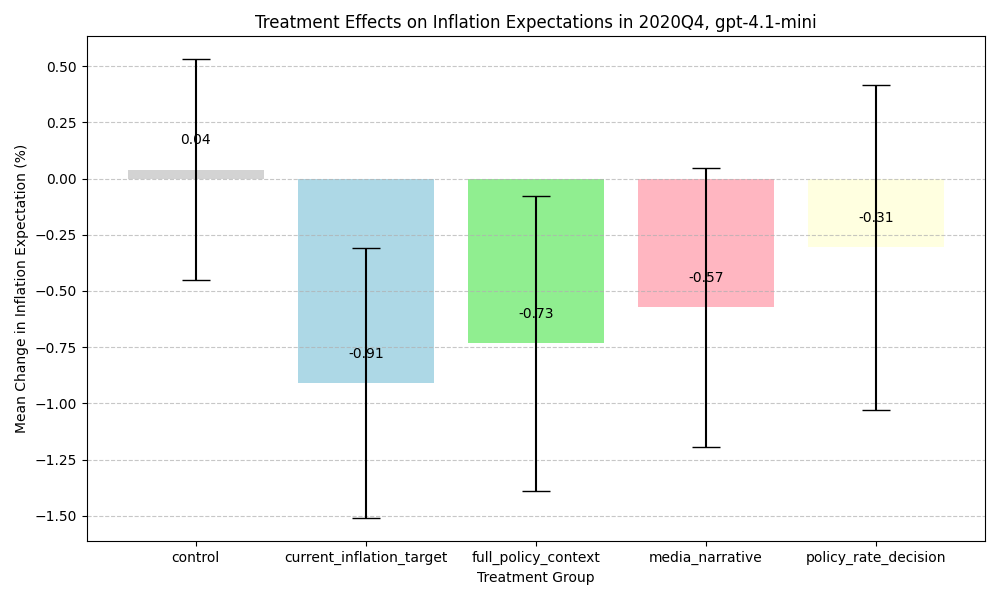 Treatment Effects on Inflation Expectations in 2020Q4, gpt-4.1-mini
Mean Change in Inflation Expectation (%)
0.50
0.25
0.00
−0.25
−0.50
−0.75
−1.00
−1.25
−1.50
0.04
-0.91
-0.73
-0.57
-0.31
control
current_inflation_target
full_policy_context
media_narrative
policy_rate_decision
Treatment Group